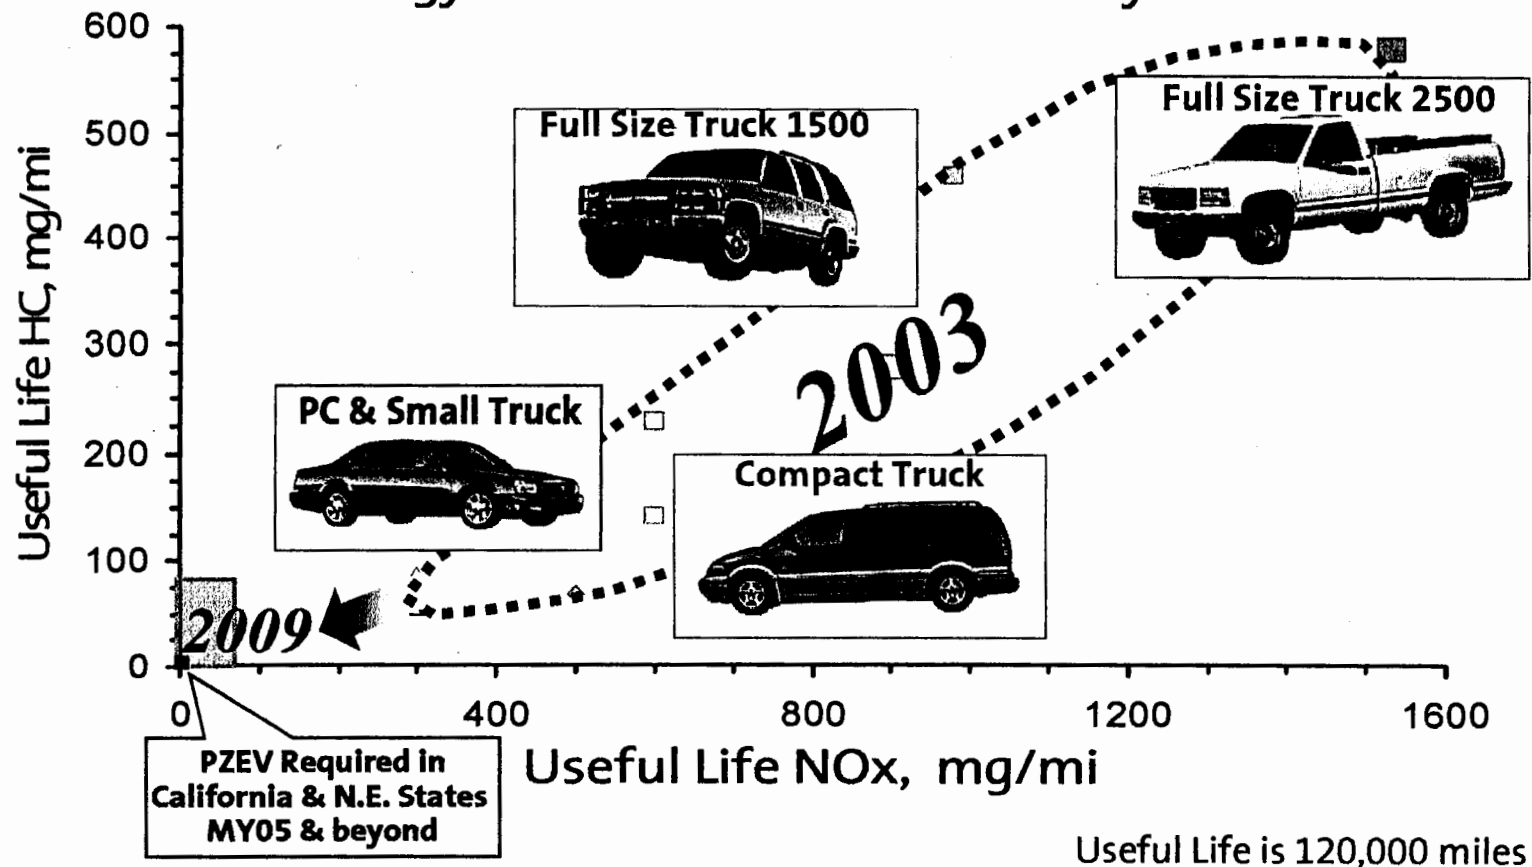 600
500
400
300
200
100
0
Useful Life HC, mg/mi
Full Size Truck 1500
Full Size Truck 2500
2003
PC & Small Truck
Compact Truck
2009
0
400
800
1200
1600
Useful Life NOx, mg/mi
PZEV Required in
California & N.E. States
MY05 & beyond
Useful Life is 120,000 miles